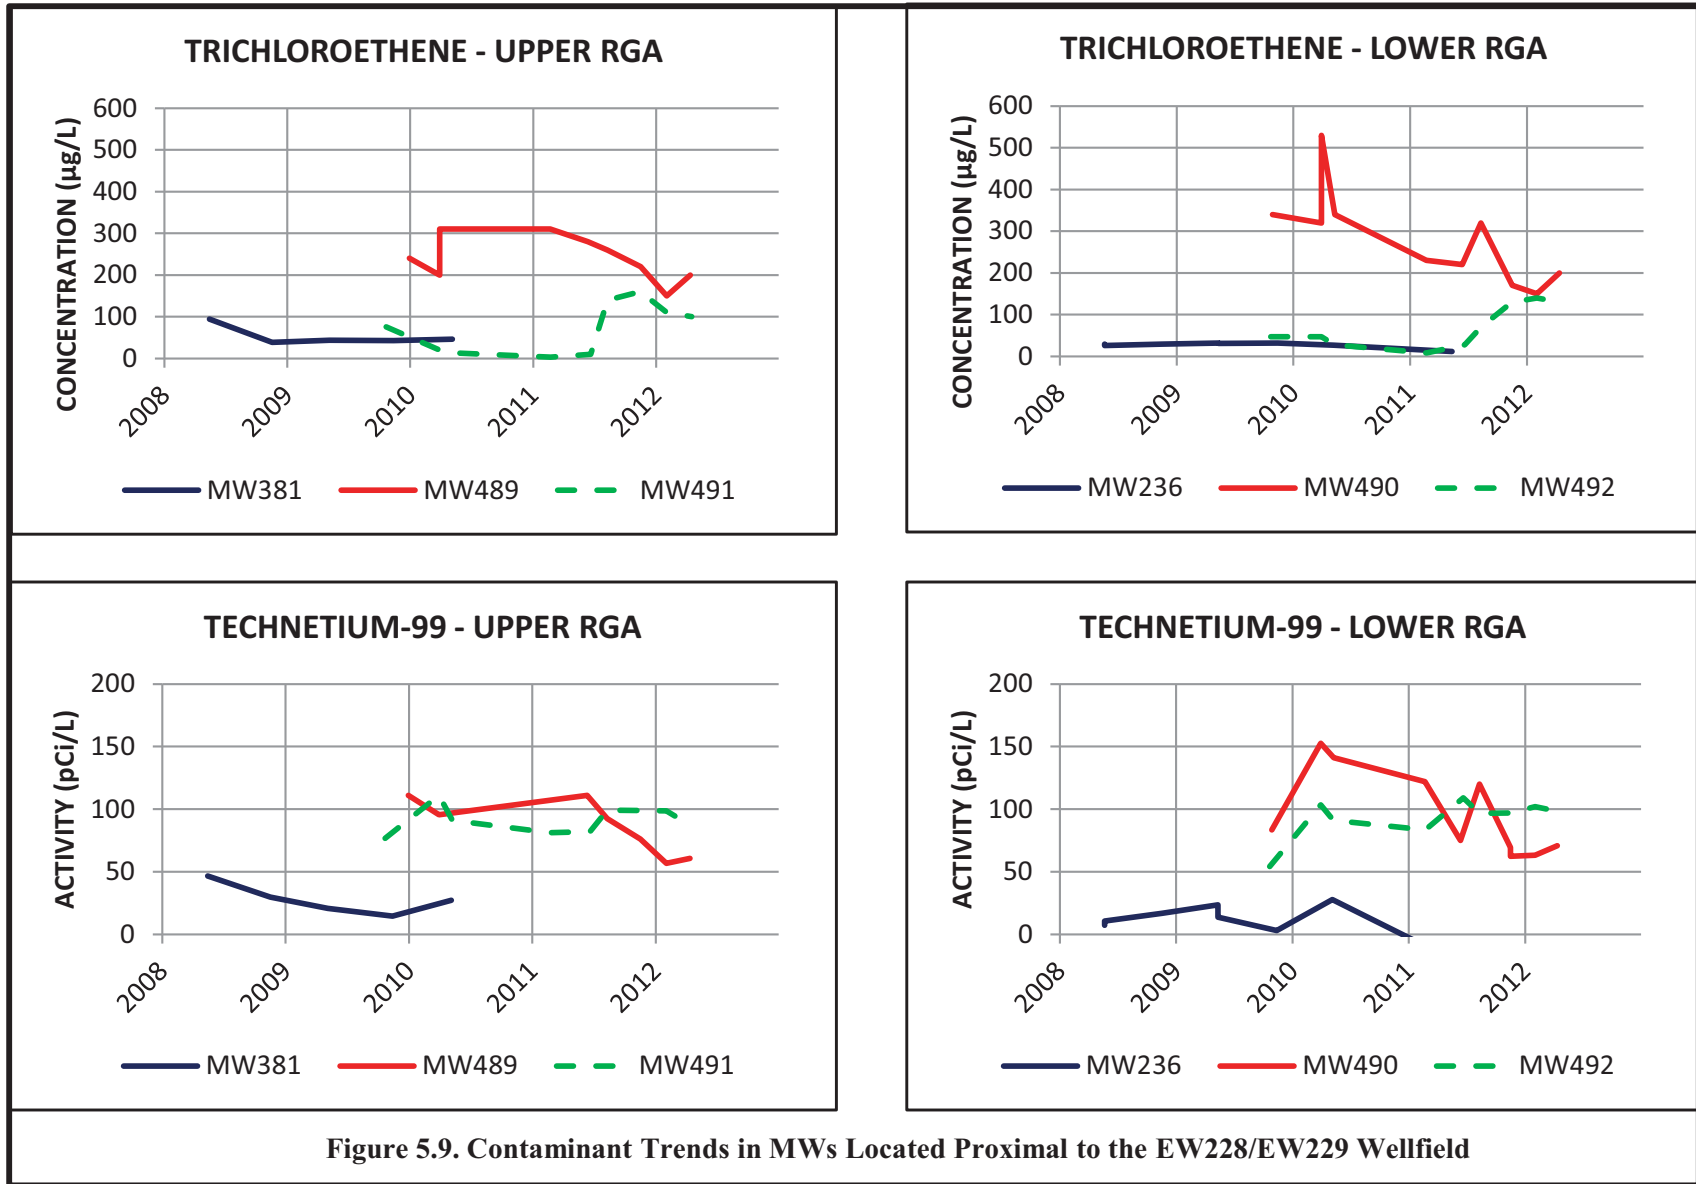 TRICHLOROETHENE - UPPER RGA
CONCENTRATION (µg/L)
600
500
400
300
200
100
0
2008
2009
2010
2011
2012
MW381
MW489
MW491
TRICHLOROETHENE - LOWER RGA
CONCENTRATION (µg/L)
600
500
400
300
200
100
0
2008
2009
2010
2011
2012
MW236
MW490
MW492
TECHNETIUM-99 - UPPER RGA
ACTIVITY (pCi/L)
200
150
100
50
0
2008
2009
2010
2011
2012
MW381
MW489
MW491
TECHNETIUM-99 - LOWER RGA
ACTIVITY (pCi/L)
200
150
100
50
0
2008
2009
2010
2011
2012
MW236
MW490
MW492
Figure 5.9. Contaminant Trends in MWs Located Proximal to the EW228/EW229 Wellfield